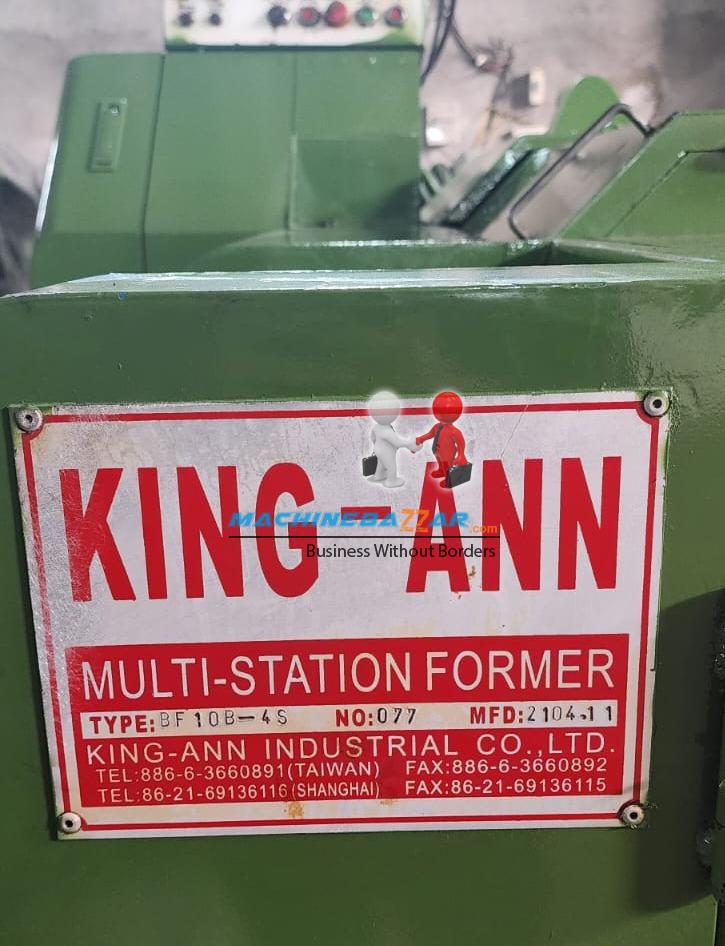 KING-ANN
MACHINEBAZZAR.com
Business Without Borders
MULTI-STATION FORMER
TYPE: BF10B-4S NO: 077 MFD: 2104.11
KING-ANN INDUSTRIAL CO.,LTD.
TEL:886-6-3660891(TAIWAN) FAX:886-6-3660892
TEL:86-21-69136116(SHANGHAI) FAX:86-21-69136115